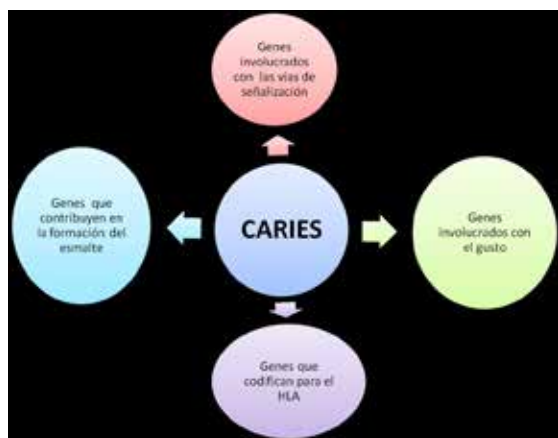 Genes
involucrados
con las vías de
señalización
Genes que
contribuyen en
la formación del
esmalte
CARIES
Genes
involucrados con
el gusto
Genes que
codifican para el
HLA